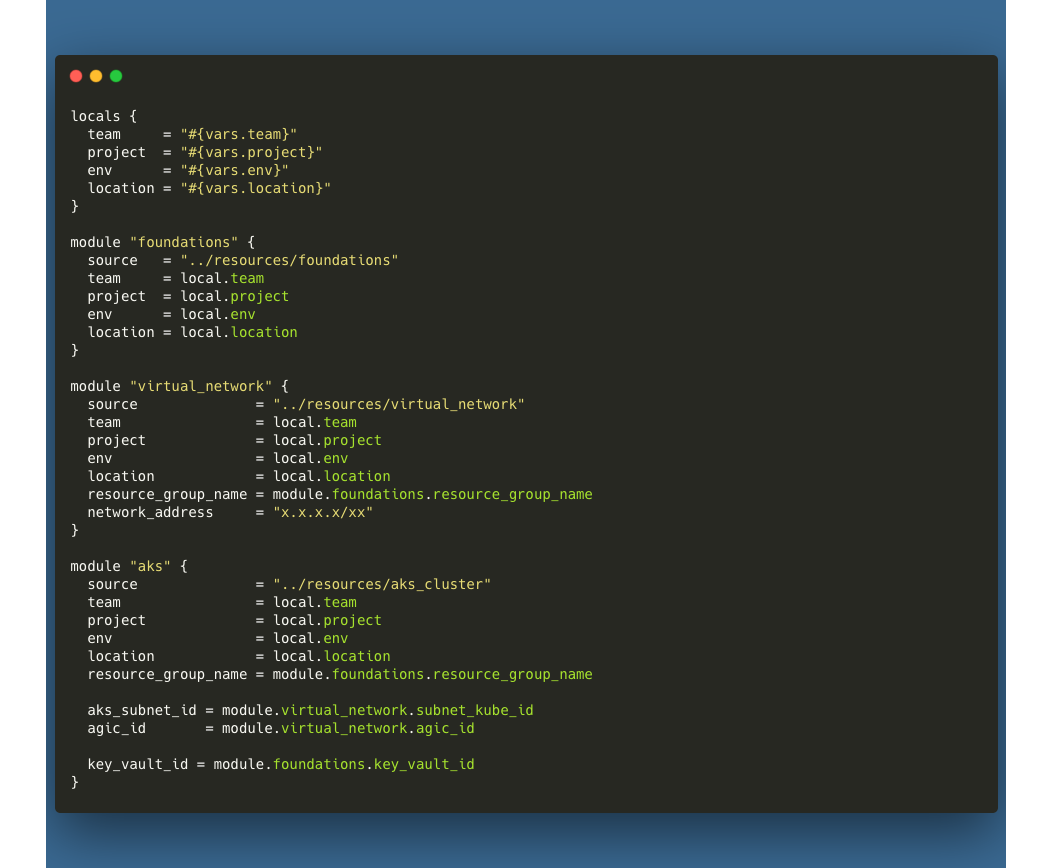 locals {
  team     = "#{vars.team}"
  project  = "#{vars.project}"
  env      = "#{vars.env}"
  location = "#{vars.location}"
}

module "foundations" {
  source   = "../resources/foundations"
  team     = local.team
  project  = local.project
  env      = local.env
  location = local.location
}

module "virtual_network" {
  source              = "../resources/virtual_network"
  team                = local.team
  project             = local.project
  env                 = local.env
  location            = local.location
  resource_group_name = module.foundations.resource_group_name
  network_address     = "x.x.x.x/xx"
}

module "aks" {
  source              = "../resources/aks_cluster"
  team                = local.team
  project             = local.project
  env                 = local.env
  location            = local.location
  resource_group_name = module.foundations.resource_group_name

  aks_subnet_id = module.virtual_network.subnet_kube_id
  agic_id       = module.virtual_network.agic_id

  key_vault_id = module.foundations.key_vault_id
}